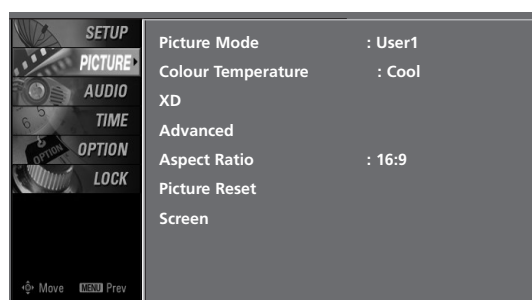 SETUP
PICTURE
AUDIO
TIME
OPTION
LOCK
Move MENU Prev
Picture Mode : User1
Colour Temperature : Cool
XD
Advanced
Aspect Ratio : 16:9
Picture Reset
Screen